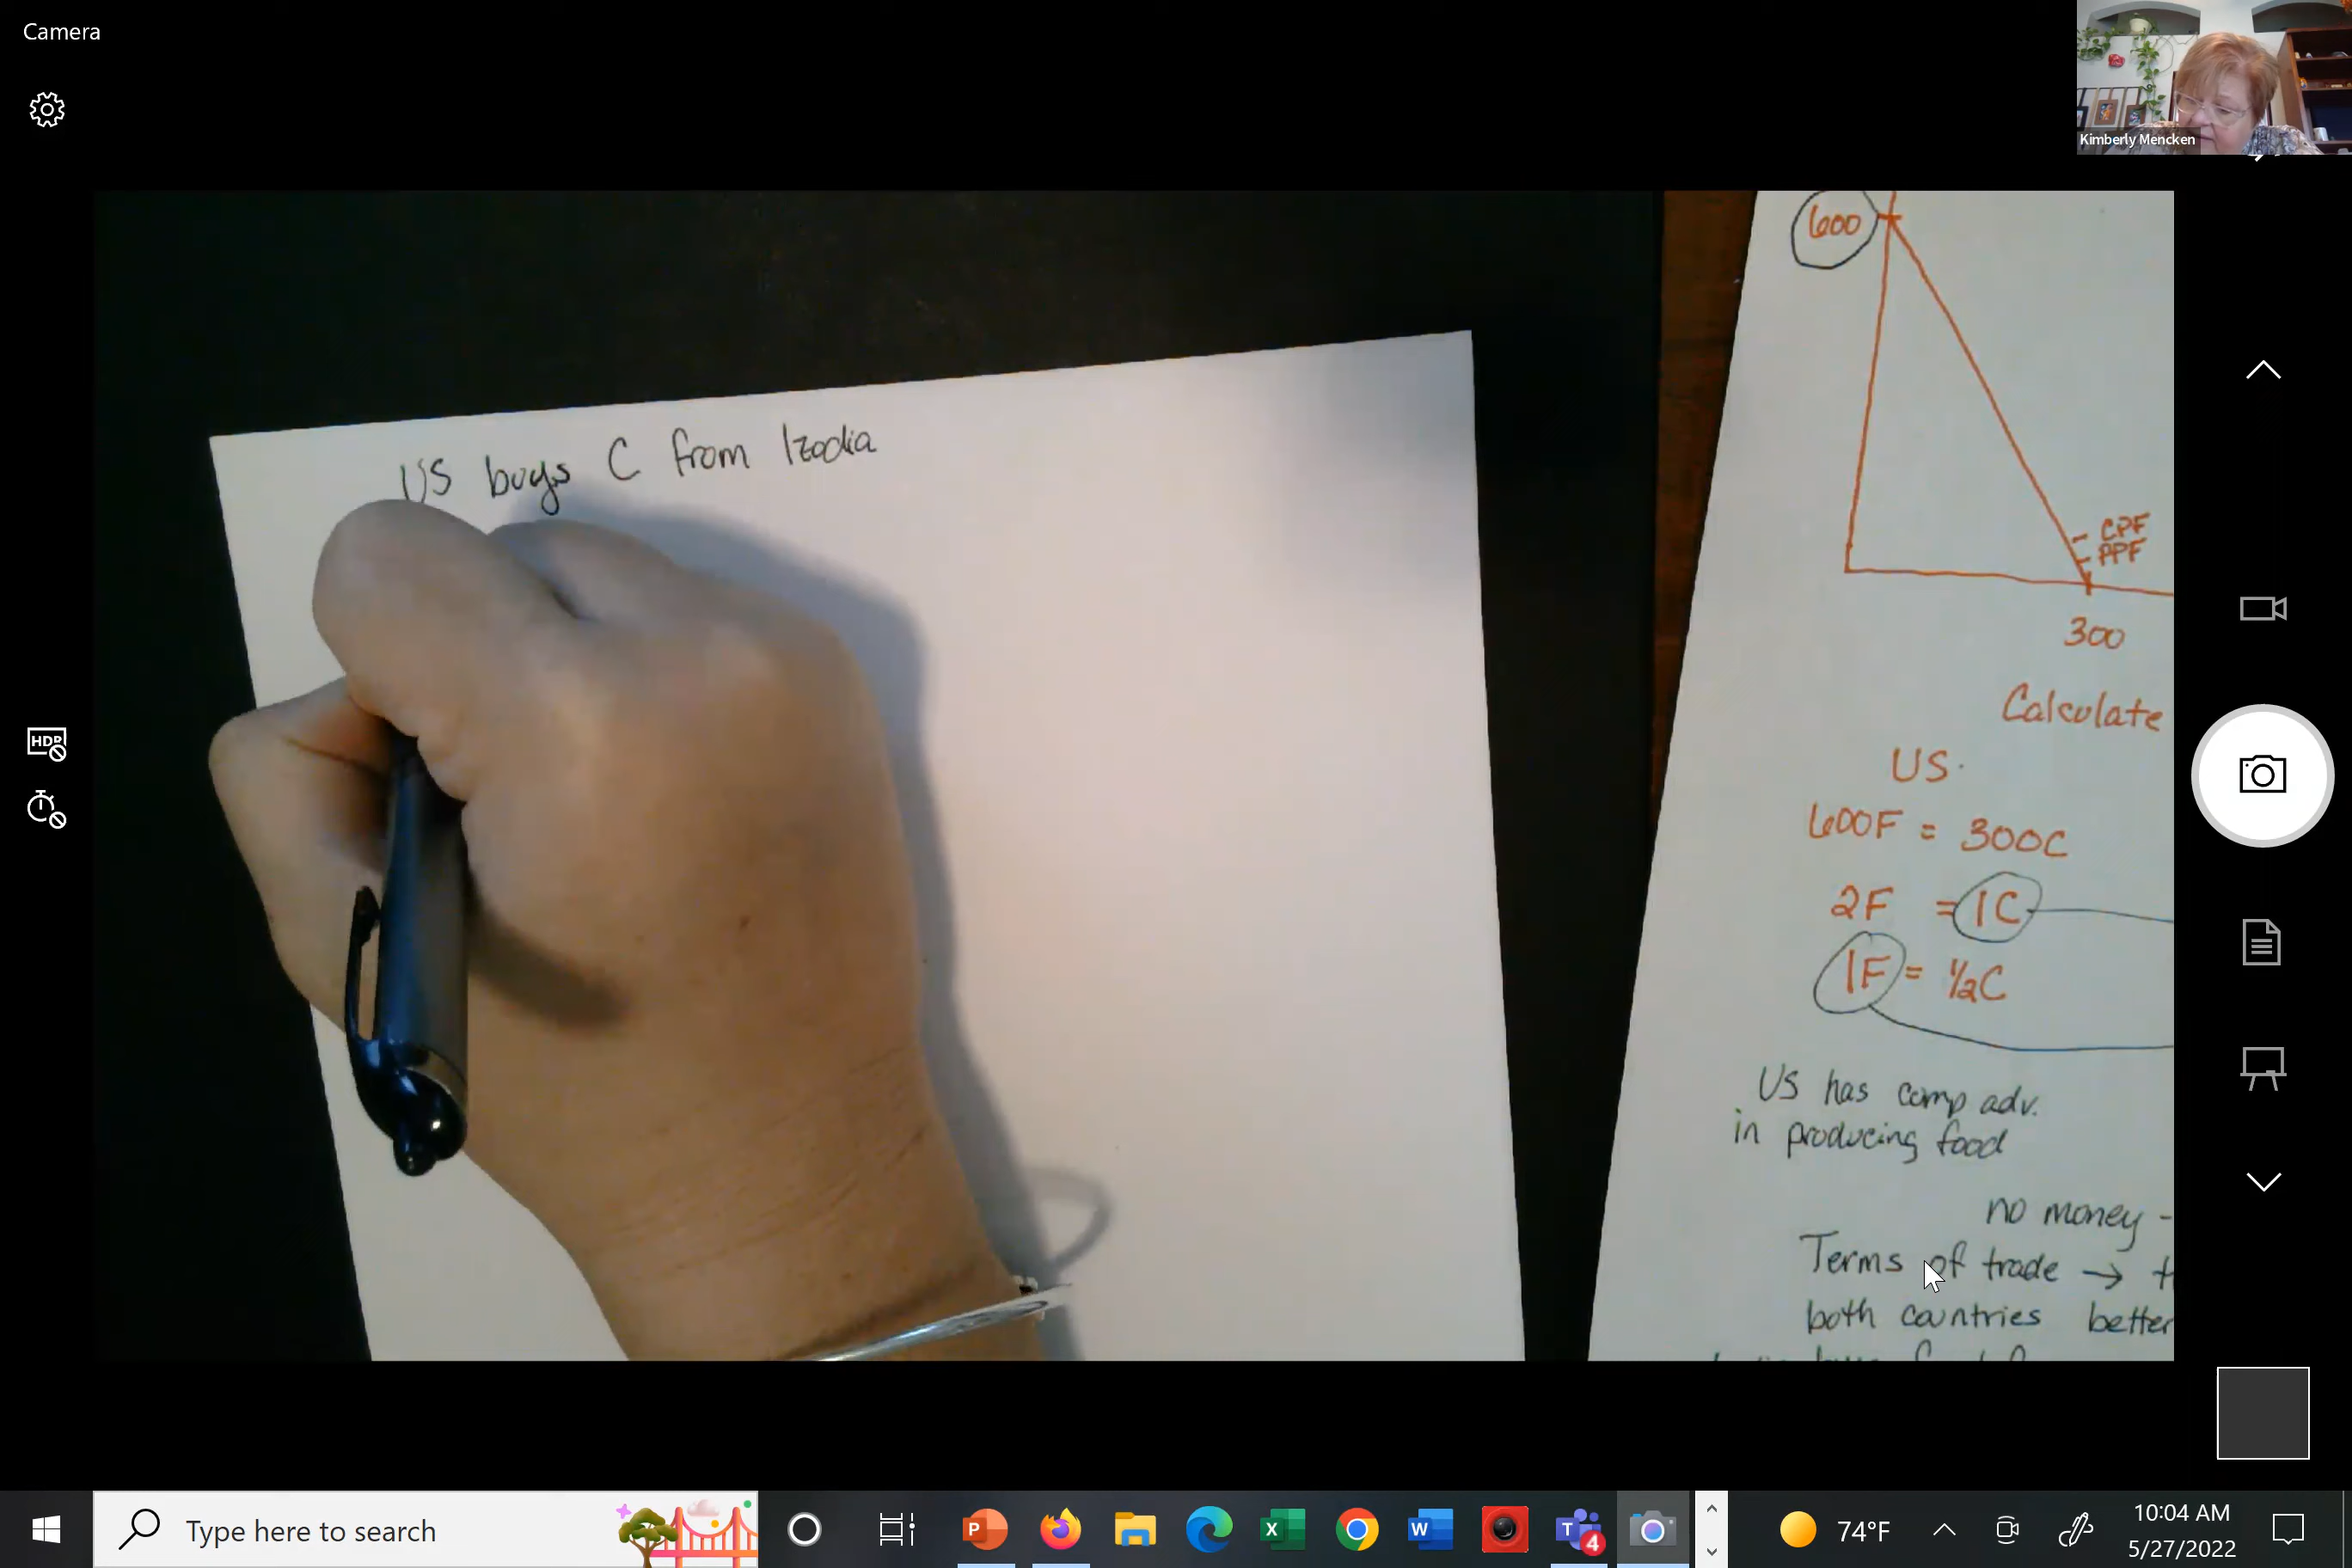 Camera
Kimberly Mencken
US buys C from Izodia
600
CPF
PPF
300
Calculate
US
600F = 300C
2F = 1C
1F = ½C
US has comp adv.
in producing food
no money -
Terms of trade →
both countries better
HDR
Type here to search
P
X
W
T
4
74°F
10:04 AM
5/27/2022